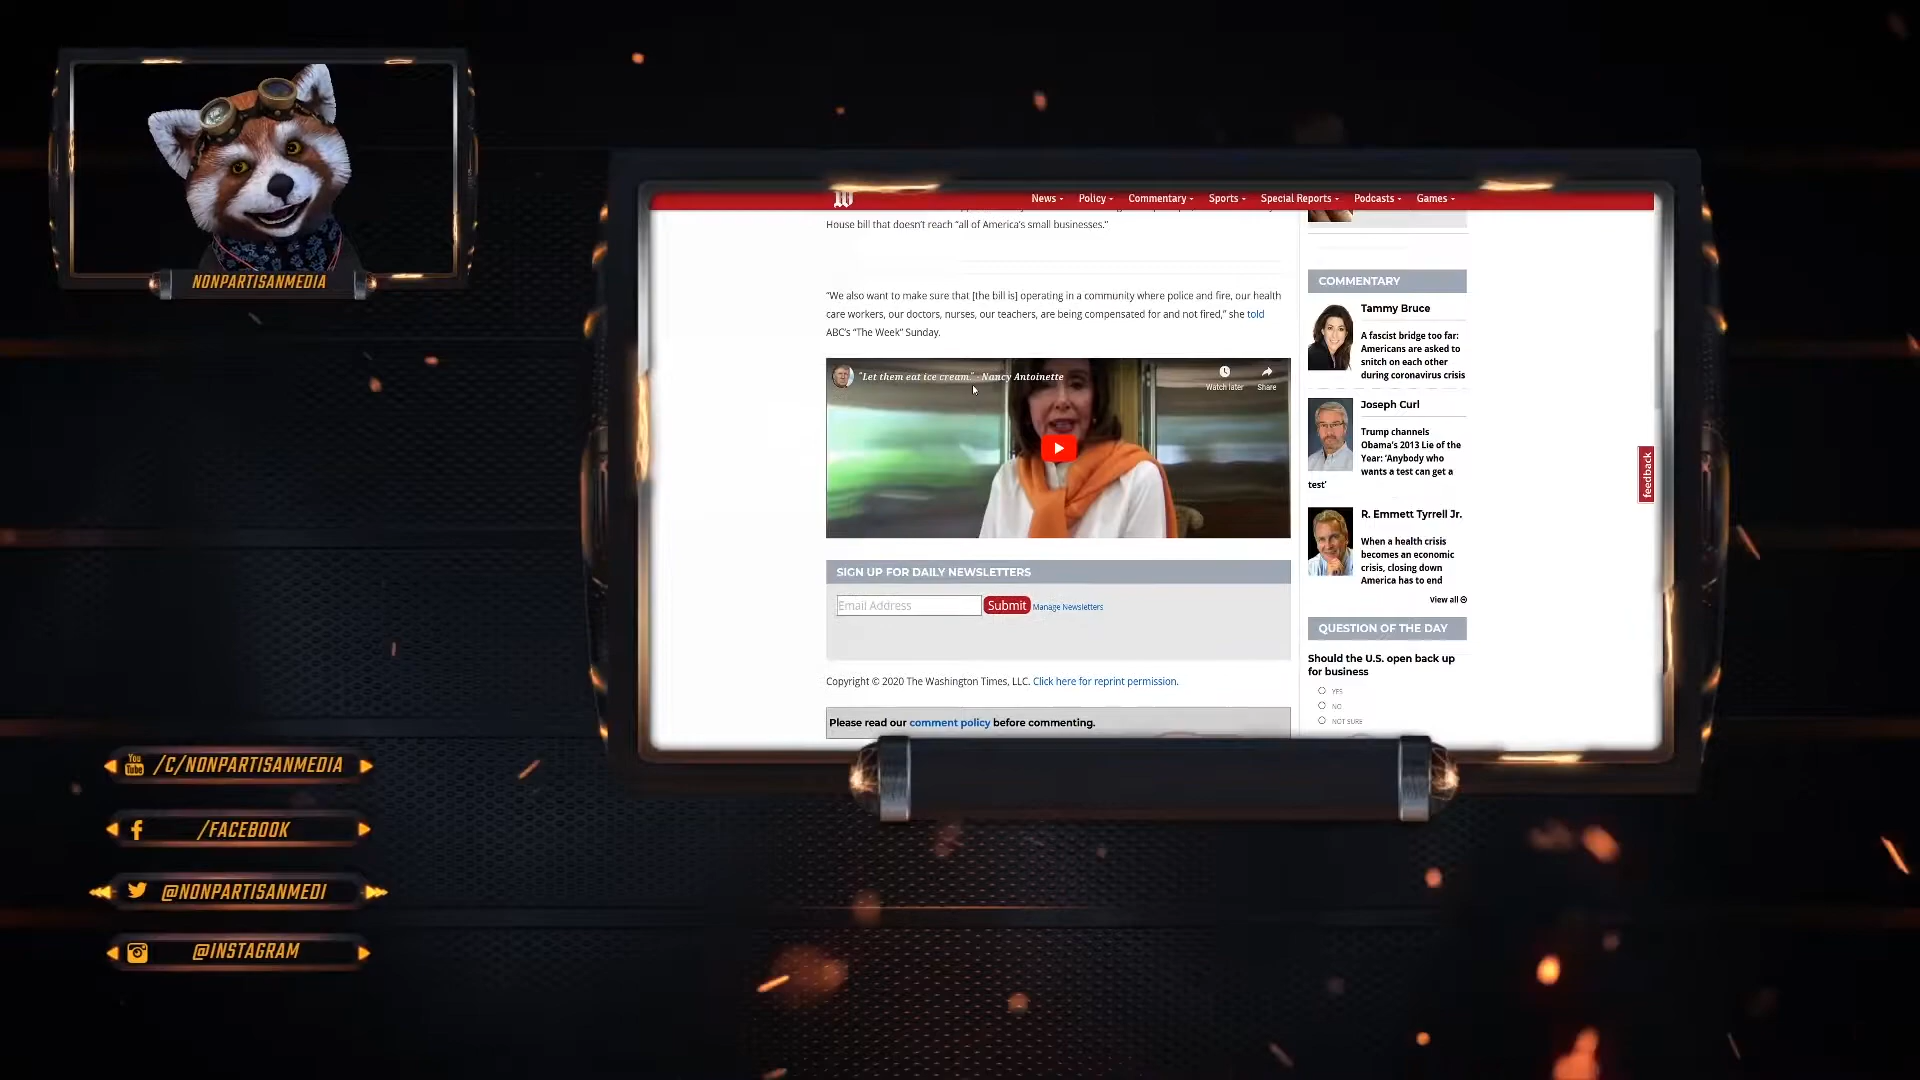 NONPARTISANMEDIA
News
Policy
Commentary
Sports
Special Reports
Podcasts
Games
House bill that doesn't reach "all of America's small businesses."
"We also want to make sure that [the bill is] operating in a community where police and fire, our health
care workers, our doctors, nurses, our teachers, are being compensated for and not fired," she told
ABC's "The Week" Sunday.
"Let them eat ice cream." - Nancy Antoinette
Watch later
Share
SIGN UP FOR DAILY NEWSLETTERS
Email Address
Submit
Manage Newsletters
Copyright © 2020 The Washington Times, LLC. Click here for reprint permission.
Please read our comment policy before commenting.
COMMENTARY
Tammy Bruce
A fascist bridge too far:
Americans are asked to
snitch on each other
during coronavirus crisis
Joseph Curl
Trump channels
Obama's 2013 Lie of the
Year: 'Anybody who
wants a test can get a
test'
R. Emmett Tyrrell Jr.
When a health crisis
becomes an economic
crisis, closing down
America has to end
View all
QUESTION OF THE DAY
Should the U.S. open back up
for business
YES
NO
NOT SURE
feedback
You Tube /C/NONPARTISANMEDIA
/FACEBOOK
@NONPARTISANMEDI
@INSTAGRAM